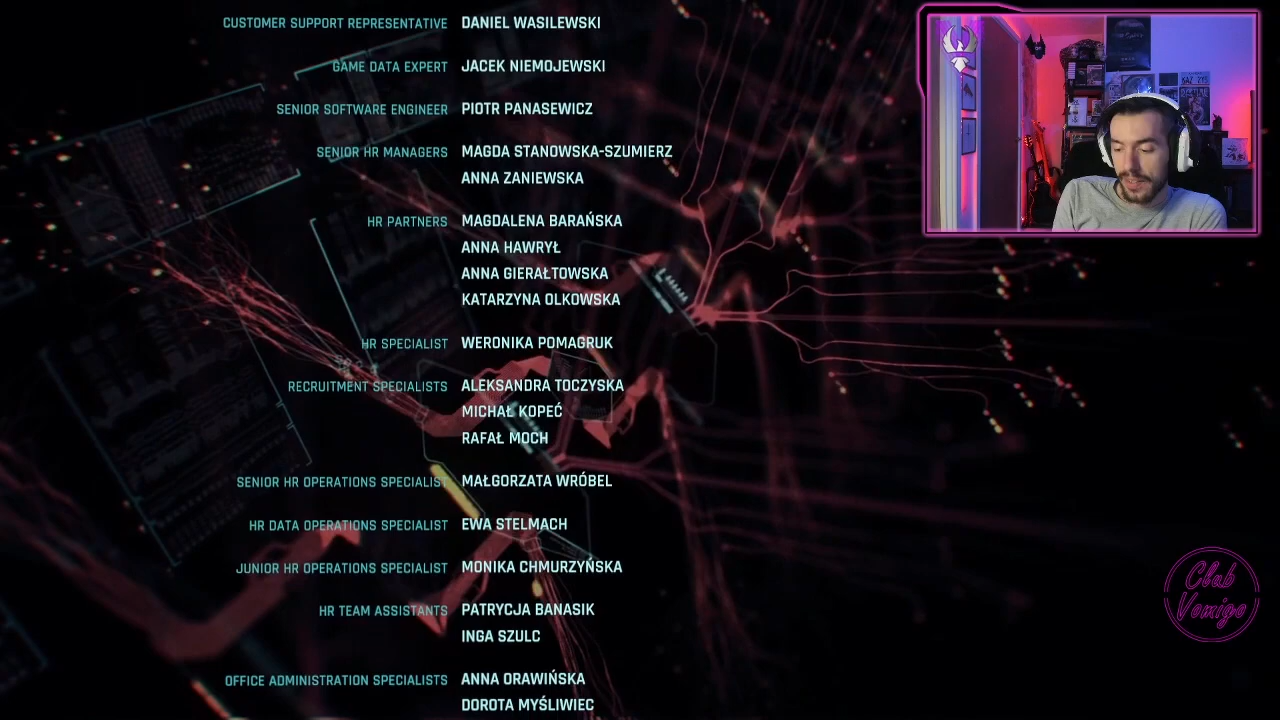 CUSTOMER SUPPORT REPRESENTATIVE DANIEL WASILEWSKI
GAME DATA EXPERT JACEK NIEMOJEWSKI
SENIOR SOFTWARE ENGINEER PIOTR PANASEWICZ
SENIOR HR MANAGERS MAGDA STANOWSKA-SZUMIERZ
ANNA ZANIEWSKA
HR PARTNERS MAGDALENA BARAŃSKA
ANNA HAWRYŁ
ANNA GIERAŁTOWSKA
KATARZYNA OLKOWSKA
HR SPECIALIST WERONIKA POMAGRUK
RECRUITMENT SPECIALISTS ALEKSANDRA TOCZYSKA
MICHAŁ KOPEĆ
RAFAŁ MOCH
SENIOR HR OPERATIONS SPECIALIST MAŁGORZATA WRÓBEL
HR DATA OPERATIONS SPECIALIST EWA STELMACH
JUNIOR HR OPERATIONS SPECIALIST MONIKA CHMURZYŃSKA
HR TEAM ASSISTANTS PATRYCJA BANASIK
INGA SZULC
OFFICE ADMINISTRATION SPECIALISTS ANNA ORAWIŃSKA
DOROTA MYŚLIWIEC
Club
Vomigo